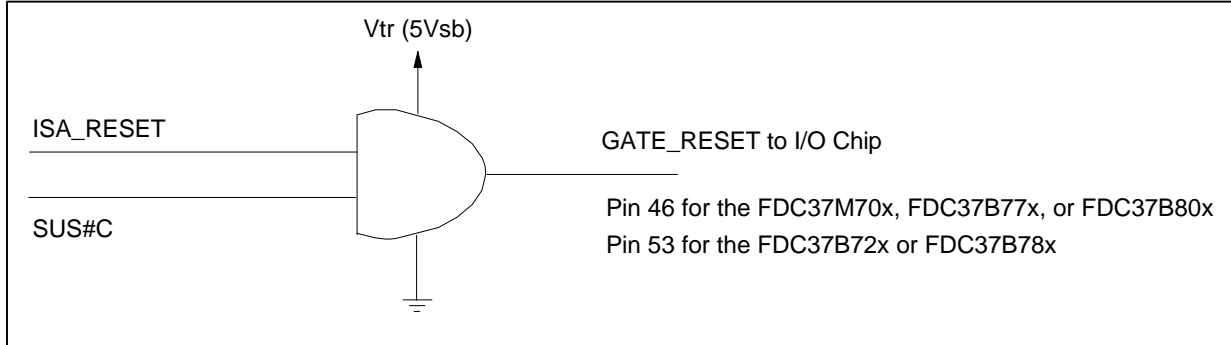 Vtr (5Vsb)
ISA_RESET
GATE_RESET to I/O Chip
SUS#C
Pin 46 for the FDC37M70x, FDC37B77x, or FDC37B80x
Pin 53 for the FDC37B72x or FDC37B78x